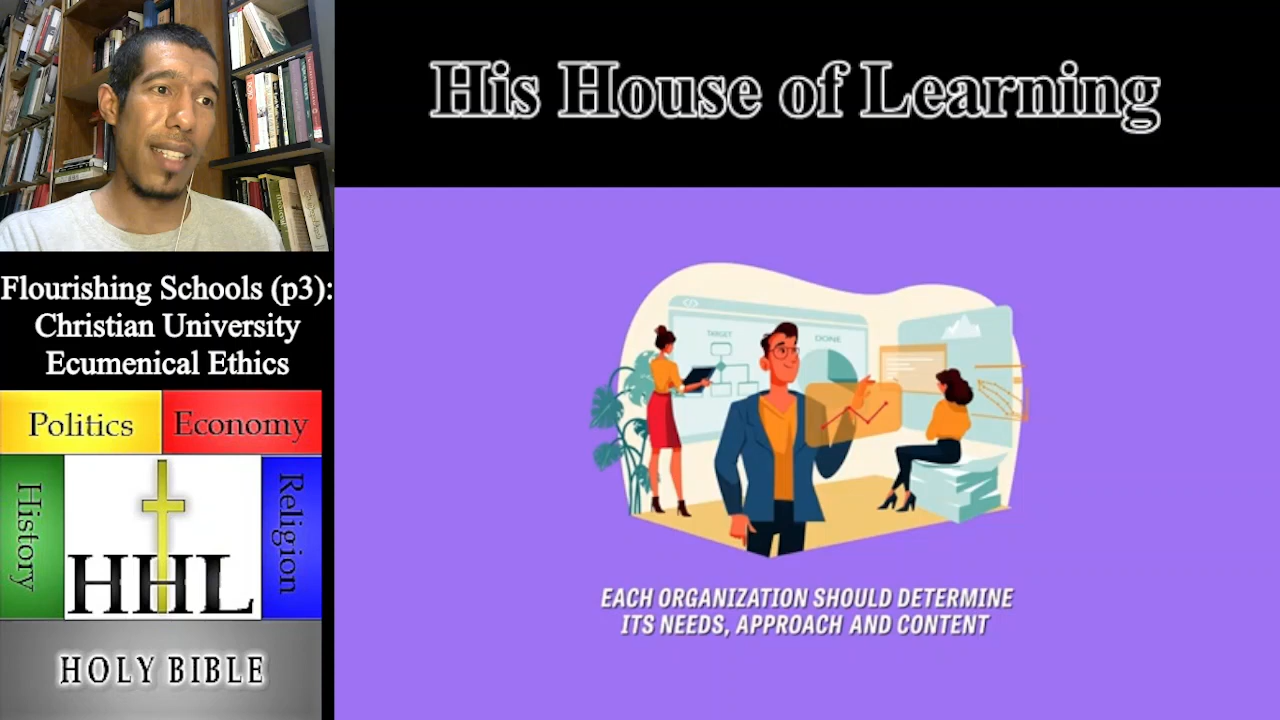 His House of Learning
Flourishing Schools (p3):
Christian University
Ecumenical Ethics
Politics
Economy
History
Religion
HHL
HOLY BIBLE
TARGET
DONE
EACH ORGANIZATION SHOULD DETERMINE
ITS NEEDS, APPROACH AND CONTENT